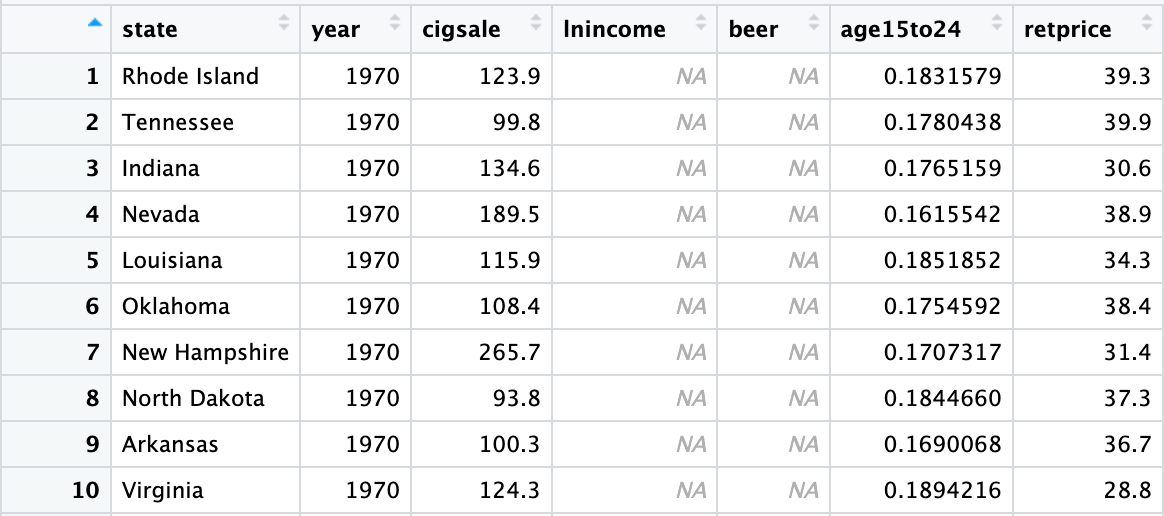 state year cigsale lnincome beer age15to24 retprice
1 Rhode Island 1970 123.9 NA NA 0.1831579 39.3
2 Tennessee 1970 99.8 NA NA 0.1780438 39.9
3 Indiana 1970 134.6 NA NA 0.1765159 30.6
4 Nevada 1970 189.5 NA NA 0.1615542 38.9
5 Louisiana 1970 115.9 NA NA 0.1851852 34.3
6 Oklahoma 1970 108.4 NA NA 0.1754592 38.4
7 New Hampshire 1970 265.7 NA NA 0.1707317 31.4
8 North Dakota 1970 93.8 NA NA 0.1844660 37.3
9 Arkansas 1970 100.3 NA NA 0.1690068 36.7
10 Virginia 1970 124.3 NA NA 0.1894216 28.8